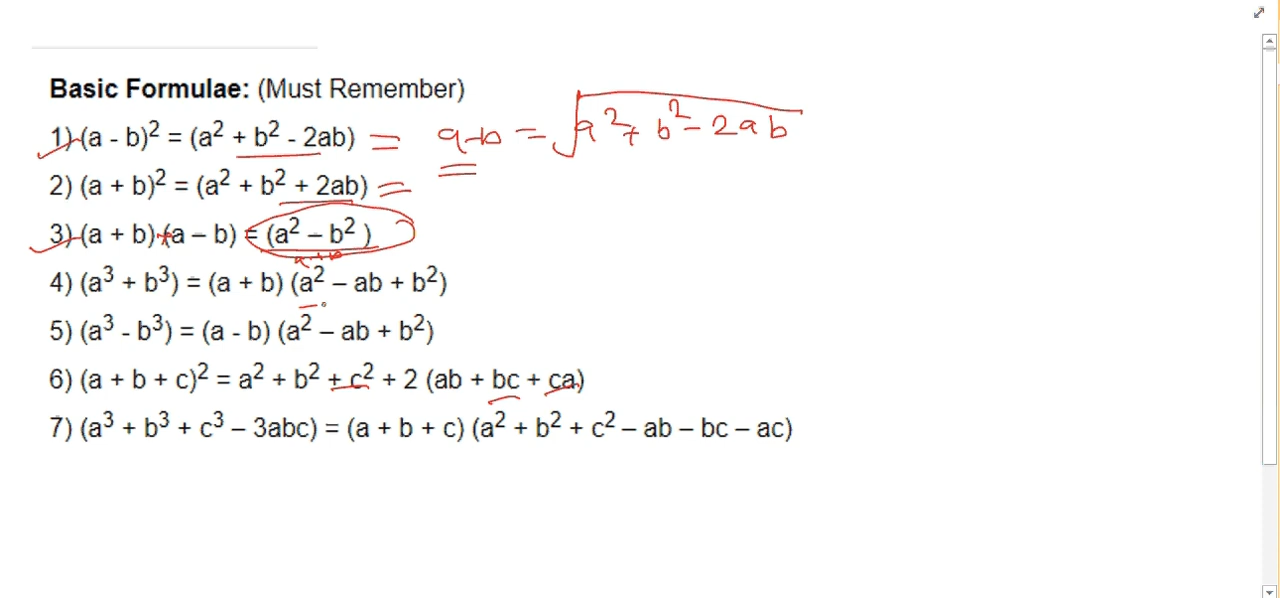 Basic Formulae: (Must Remember)
1) (a - b)² = (a² + b² - 2ab) = a-b = √a² + b² - 2ab
2) (a + b)² = (a² + b² + 2ab) =
3) (a + b) (a – b) = (a² – b² )
4) (a³ + b³) = (a + b) (a² – ab + b²)
5) (a³ - b³) = (a - b) (a² – ab + b²)
6) (a + b + c)² = a² + b² + c² + 2 (ab + bc + ca)
7) (a³ + b³ + c³ – 3abc) = (a + b + c) (a² + b² + c² – ab – bc – ac)